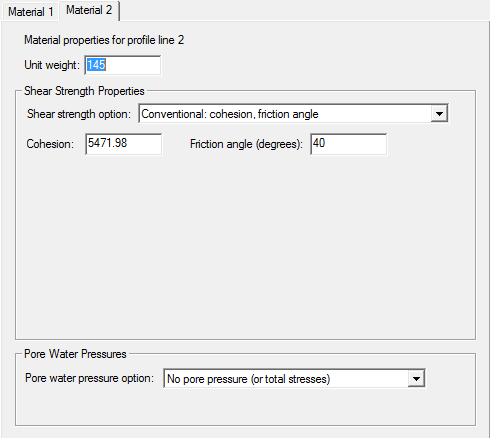 Material 1 Material 2
Material properties for profile line 2
Unit weight: 145
Shear Strength Properties
Shear strength option: Conventional: cohesion, friction angle
Cohesion: 5471.98 Friction angle (degrees): 40
Pore Water Pressures
Pore water pressure option: No pore pressure (or total stresses)